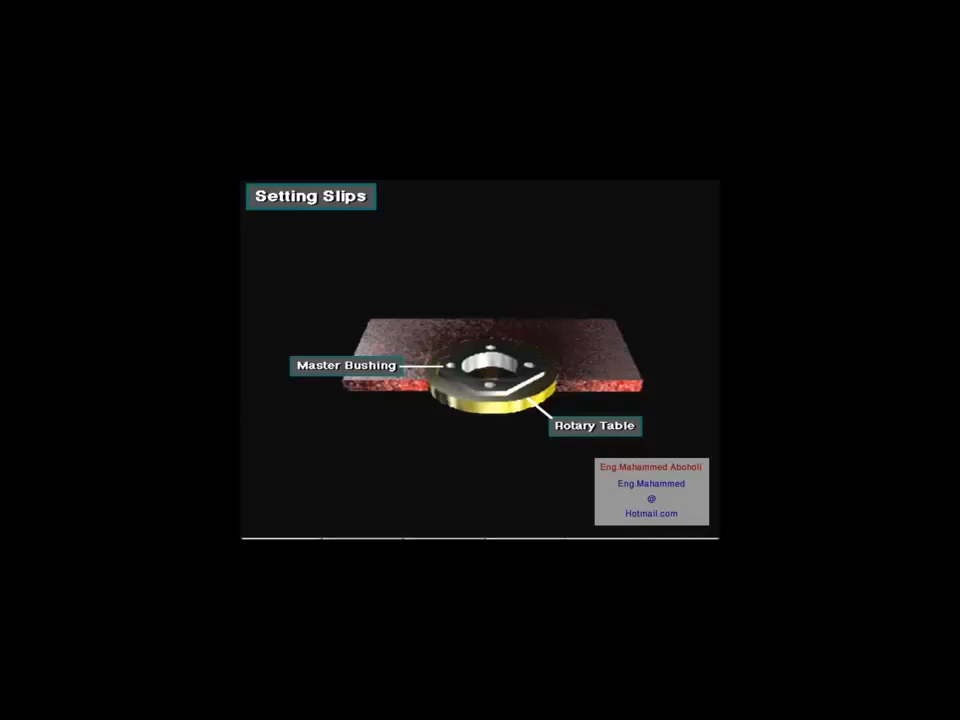 Setting Slips
Master Bushing
Rotary Table
Eng.Mahammed Aboholi
Eng.Mahammed
@
Hotmail.com